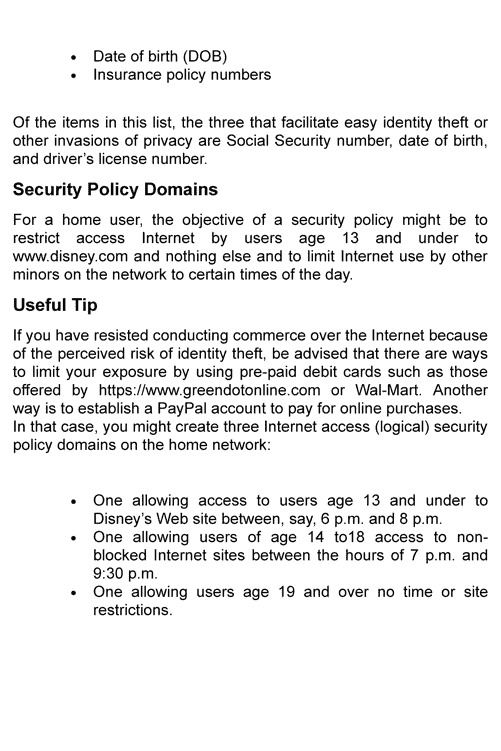 • Date of birth (DOB)
• Insurance policy numbers
Of the items in this list, the three that facilitate easy identity theft or
other invasions of privacy are Social Security number, date of birth,
and driver’s license number.
Security Policy Domains
For a home user, the objective of a security policy might be to
restrict access Internet by users age 13 and under to
www.disney.com and nothing else and to limit Internet use by other
minors on the network to certain times of the day.
Useful Tip
If you have resisted conducting commerce over the Internet because
of the perceived risk of identity theft, be advised that there are ways
to limit your exposure by using pre-paid debit cards such as those
offered by https://www.greendotonline.com or Wal-Mart. Another
way is to establish a PayPal account to pay for online purchases.
In that case, you might create three Internet access (logical) security
policy domains on the home network:
• One allowing access to users age 13 and under to
Disney’s Web site between, say, 6 p.m. and 8 p.m.
• One allowing users of age 14 to18 access to non-
blocked Internet sites between the hours of 7 p.m. and
9:30 p.m.
• One allowing users age 19 and over no time or site
restrictions.